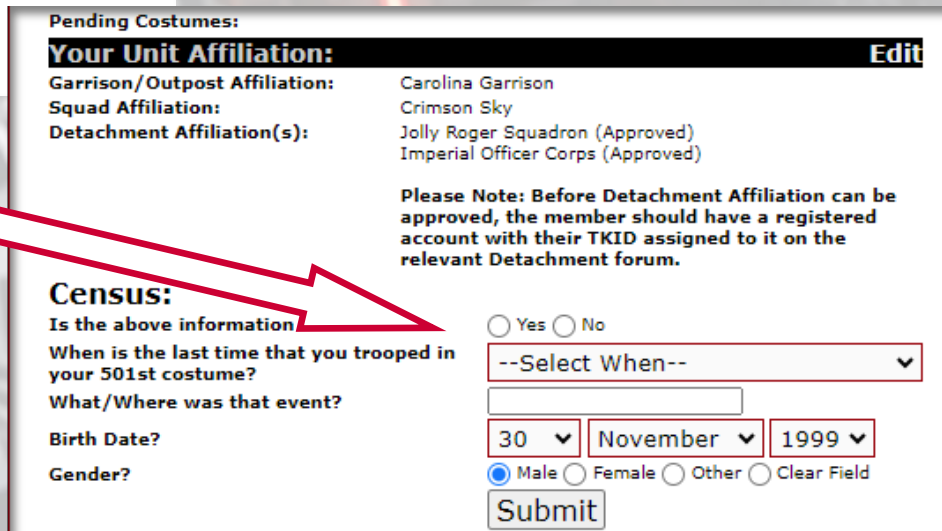 Pending Costumes:
Your Unit Affiliation: Edit
Garrison/Outpost Affiliation: Carolina Garrison
Squad Affiliation: Crimson Sky
Detachment Affiliation(s): Jolly Roger Squadron (Approved)
Imperial Officer Corps (Approved)
Please Note: Before Detachment Affiliation can be
approved, the member should have a registered
account with their TKID assigned to it on the
relevant Detachment forum.
Census:
Is the above information Yes No
When is the last time that you trooped in
your 501st costume?
--Select When--
What/Where was that event?
Birth Date? 30 November 1999
Gender? Male Female Other Clear Field
Submit